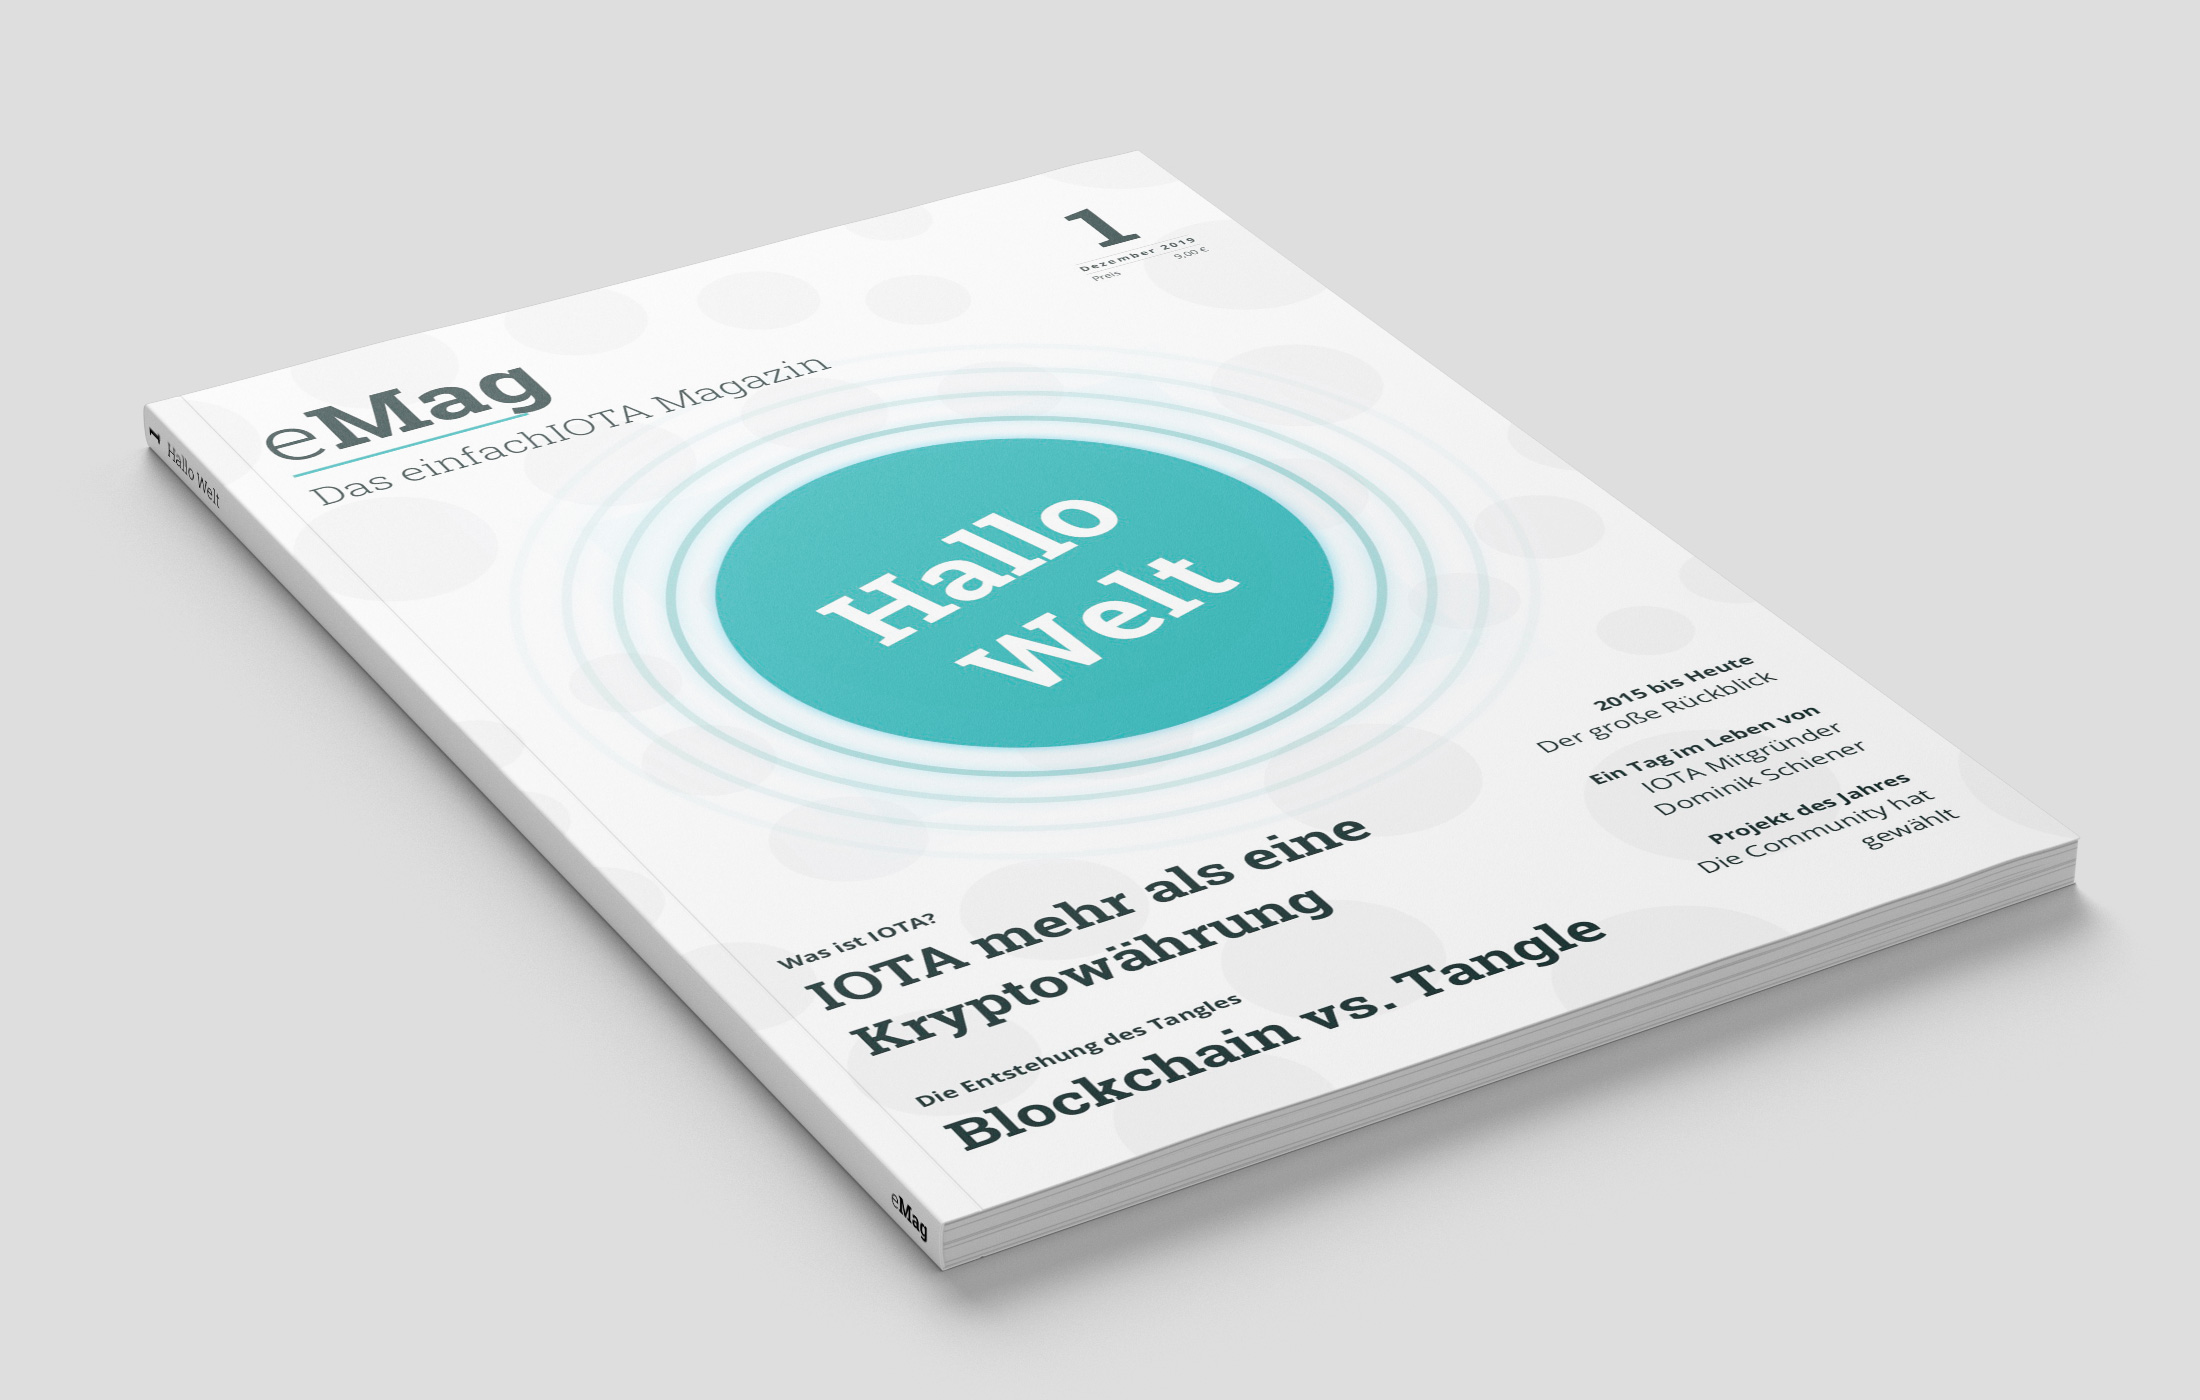 1
Dezember 2019
Preis 9,00 €
eMag
Das einfachIOTA Magazin
Hallo
Welt
2015 bis Heute
Der große Rückblick
Ein Tag im Leben von
IOTA Mitgründer
Dominik Schiener
Projekt des Jahres
Die Community hat
gewählt
Was ist IOTA?
IOTA mehr als eine
Kryptowährung
Die Entstehung des Tangles
Blockchain vs. Tangle
1 Hallo Welt
eMag